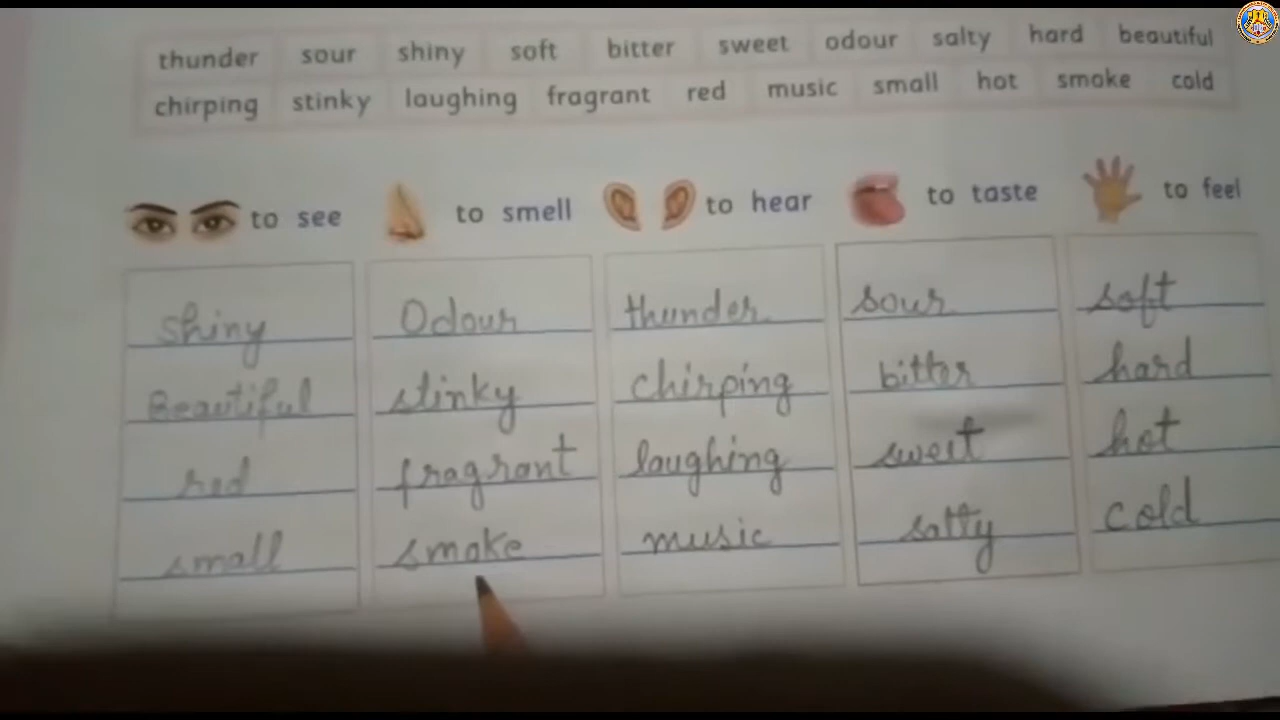 thunder sour shiny soft bitter sweet odour salty hard beautiful
chirping stinky laughing fragrant red music small hot smoke cold
to see to smell to hear to taste to feel
shiny Odour thunder sour soft
Beautiful stinky chirping bitter hard
red fragrant laughing sweet hot
small smoke music salty cold